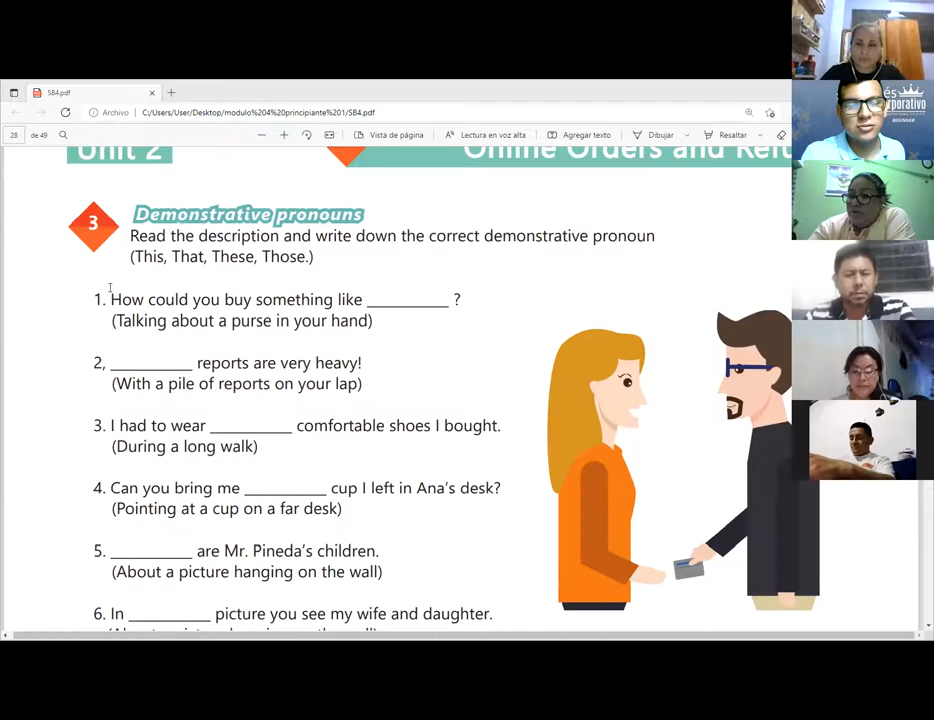 SB4.pdf
Archivo C:/Users/User/Desktop/modulo%204%20principiante%201/SB4.pdf
28 de 49 Vista de página Lectura en voz alta Agregar texto Dibujar Resaltar
Unit 2 Online Orders and
3 Demonstrative pronouns
Read the description and write down the correct demonstrative pronoun
(This, That, These, Those.)
1. How could you buy something like __________ ?
(Talking about a purse in your hand)
2, __________ reports are very heavy!
(With a pile of reports on your lap)
3. I had to wear __________ comfortable shoes I bought.
(During a long walk)
4. Can you bring me __________ cup I left in Ana's desk?
(Pointing at a cup on a far desk)
5. __________ are Mr. Pineda's children.
(About a picture hanging on the wall)
6. In __________ picture you see my wife and daughter.
BEGINNER